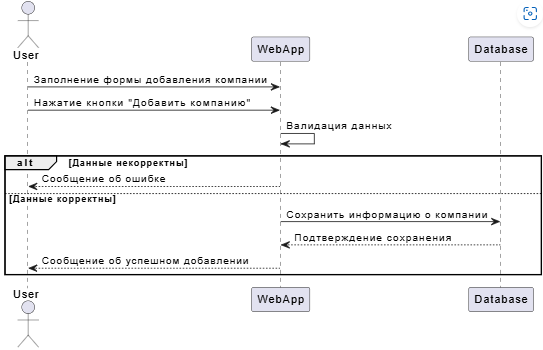 User
WebApp
Database
Заполнение формы добавления компании
Нажатие кнопки "Добавить компанию"
Валидация данных
alt [Данные некорректны]
Сообщение об ошибке
[Данные корректны]
Сохранить информацию о компании
Подтверждение сохранения
Сообщение об успешном добавлении
User
WebApp
Database